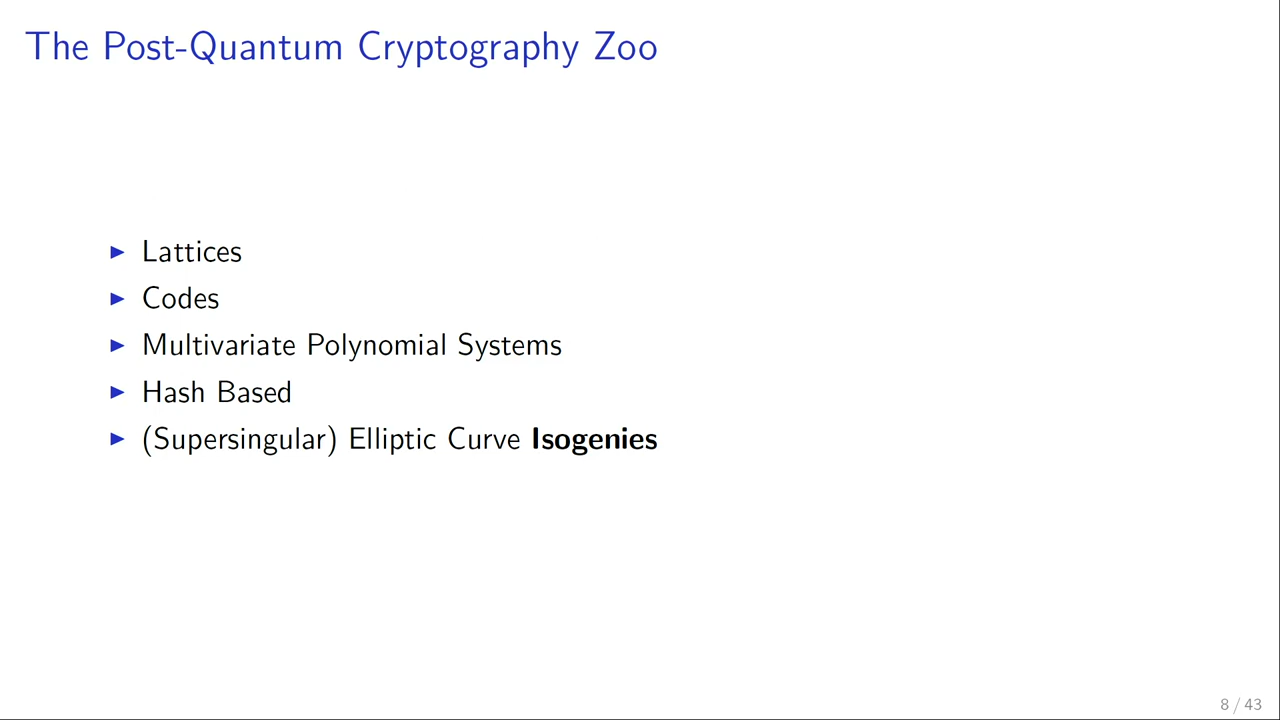 The Post-Quantum Cryptography Zoo
▶ Lattices
▶ Codes
▶ Multivariate Polynomial Systems
▶ Hash Based
▶ (Supersingular) Elliptic Curve Isogenies
8 / 43